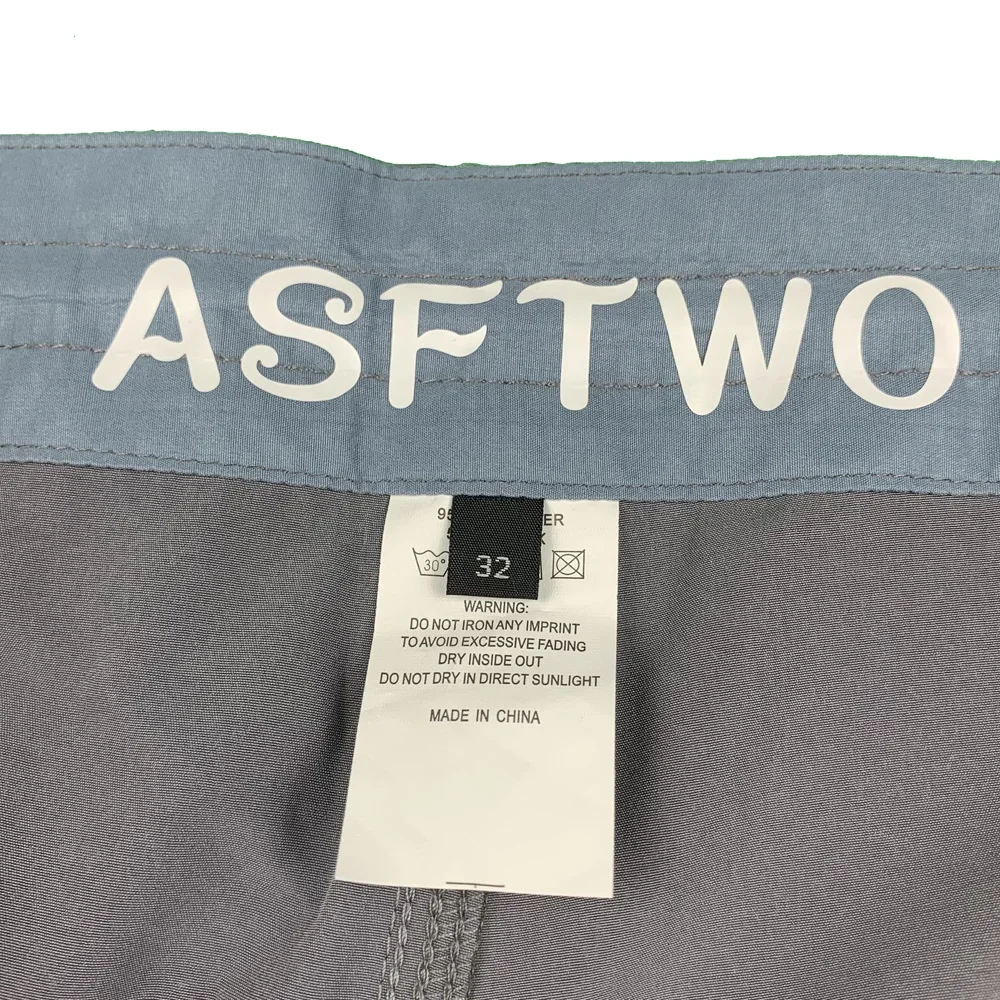 ASFTWO
32
30°
WARNING:
DO NOT IRON ANY IMPRINT
TO AVOID EXCESSIVE FADING
DRY INSIDE OUT
DO NOT DRY IN DIRECT SUNLIGHT
MADE IN CHINA